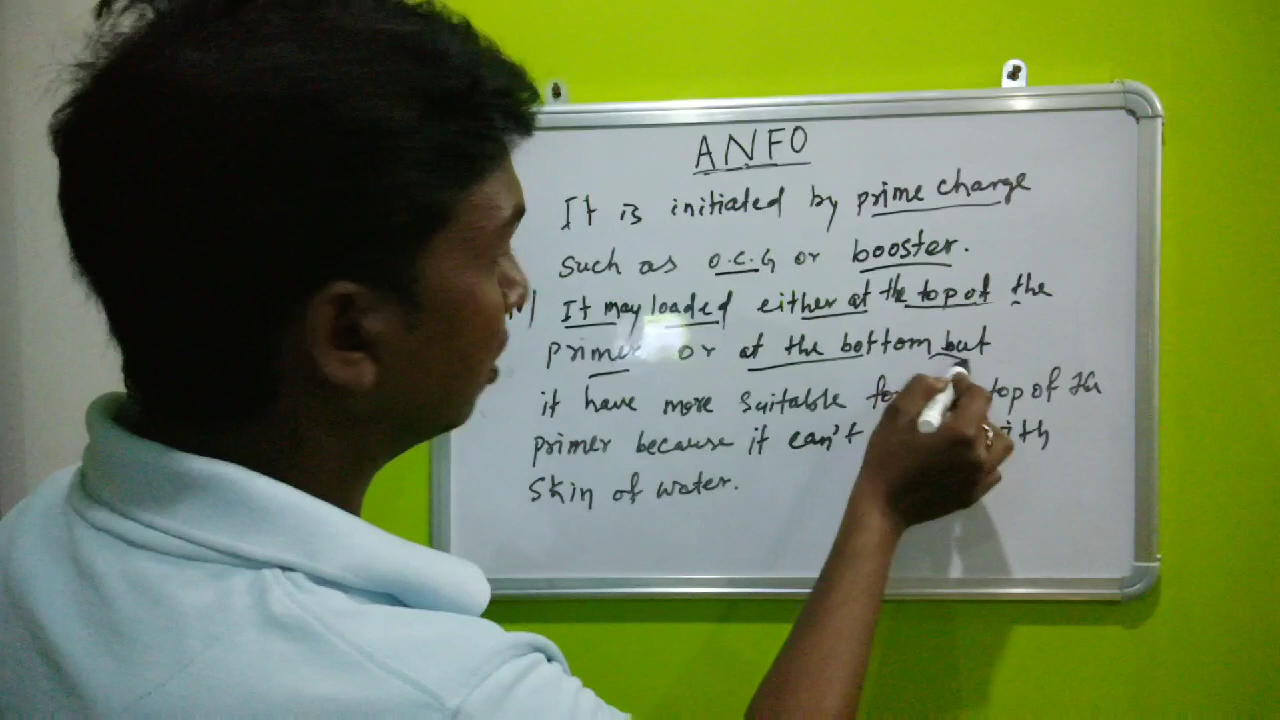 ANFO
It is initiated by prime charge
such as O.C.G or booster.
It may loaded either at the top of the
primer or at the bottom but
it have more suitable top of
primer because it can't
skin of water.